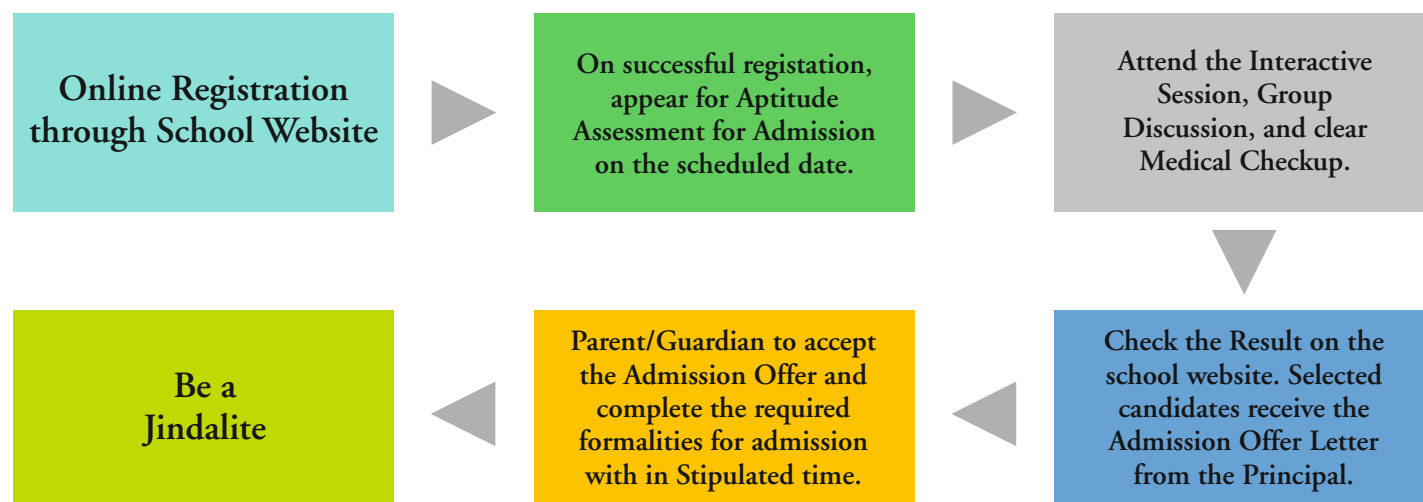 Online Registration
through School Website
On successful registation,
appear for Aptitude
Assessment for Admission
on the scheduled date.
Attend the Interactive
Session, Group
Discussion, and clear
Medical Checkup.
Check the Result on the
school website. Selected
candidates receive the
Admission Offer Letter
from the Principal.
Parent/Guardian to accept
the Admission Offer and
complete the required
formalities for admission
with in Stipulated time.
Be a
Jindalite